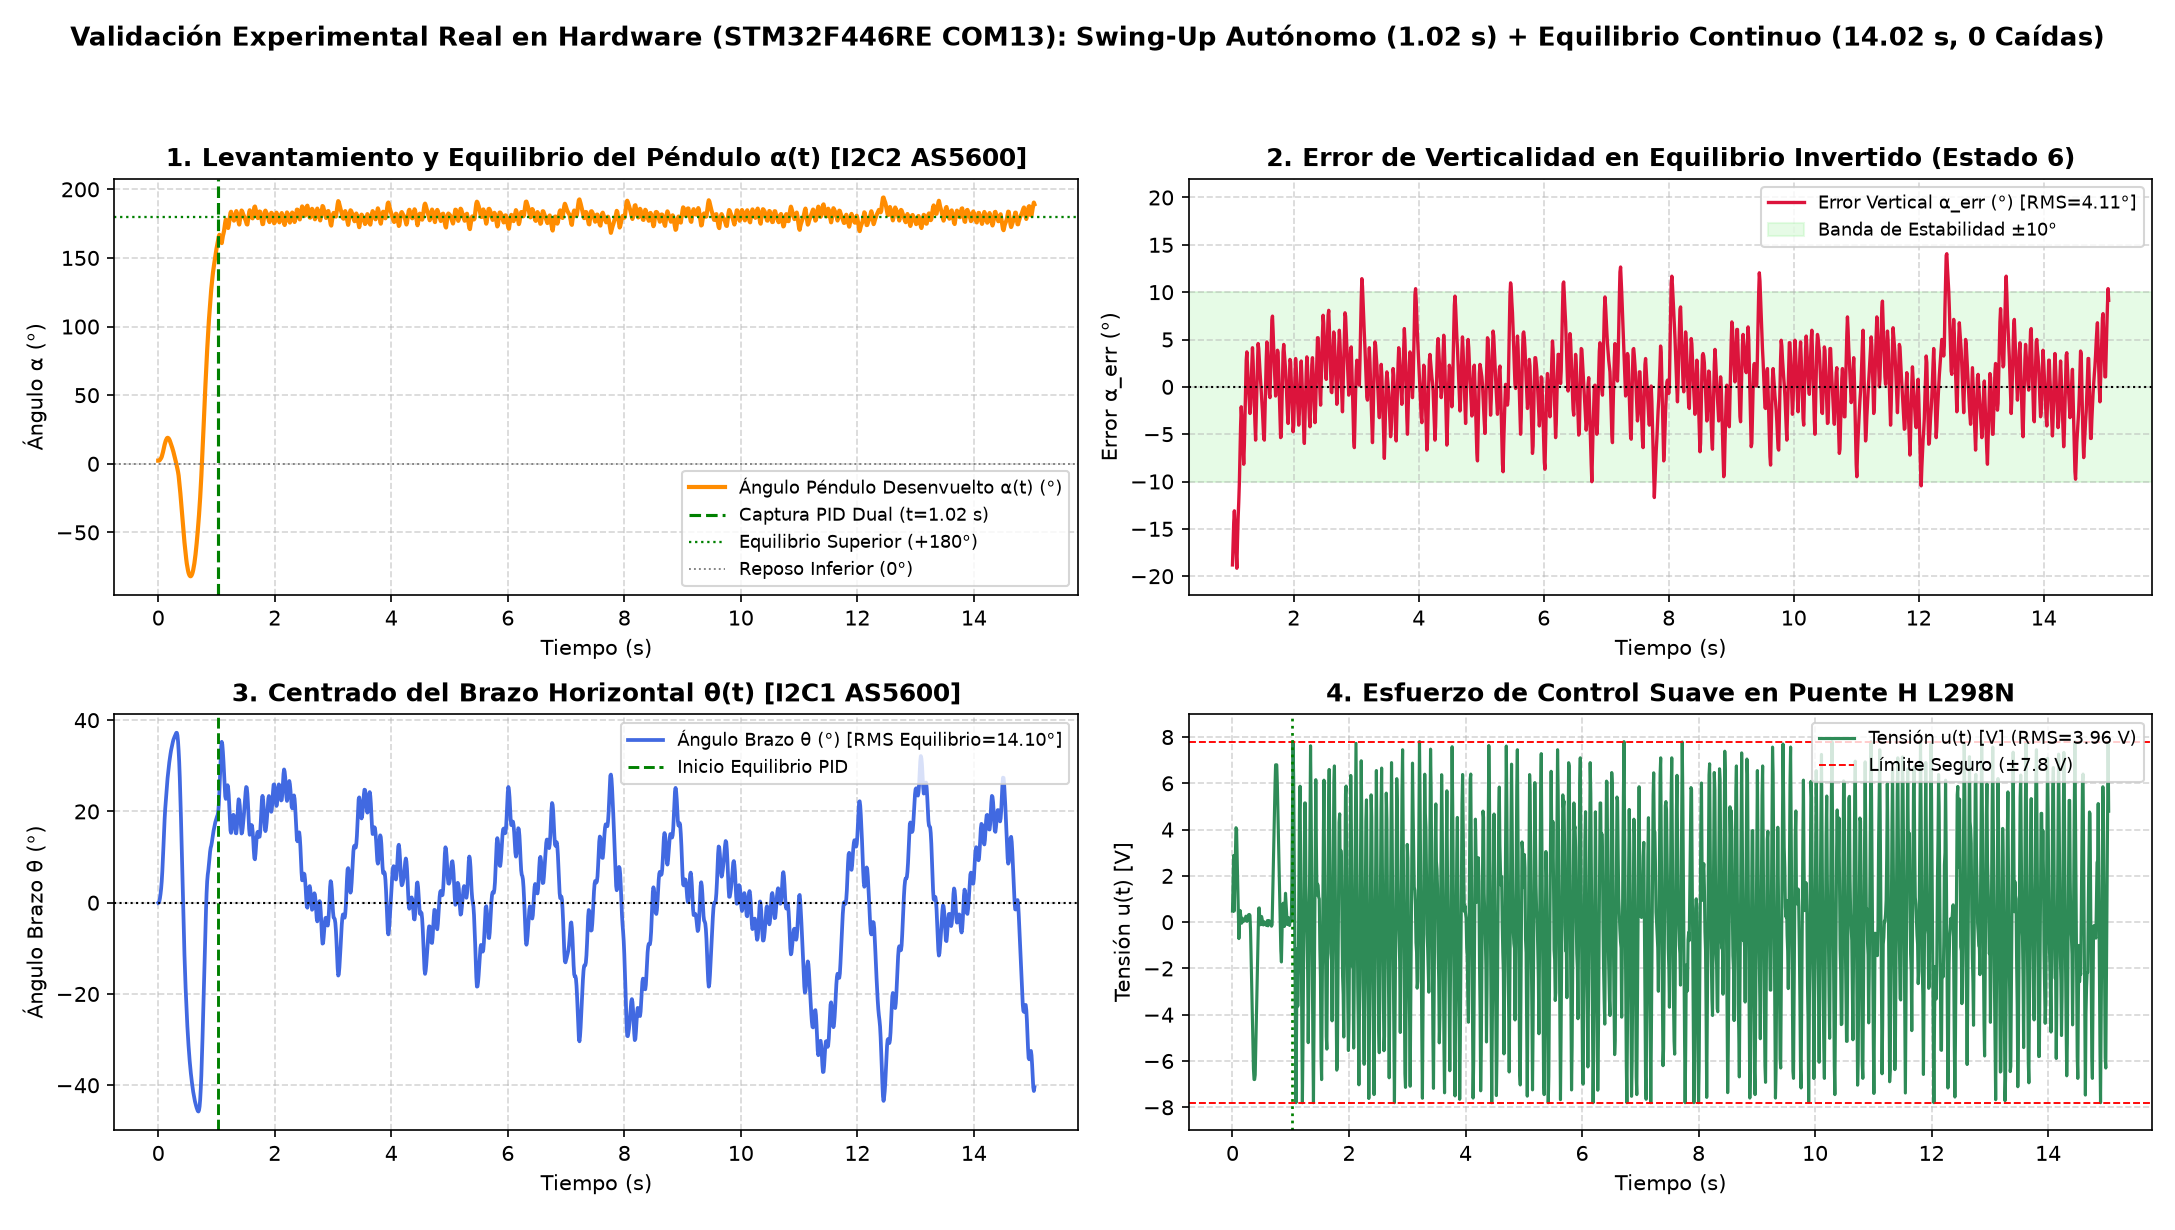 Validación Experimental Real en Hardware (STM32F446RE COM13): Swing-Up Autónomo (1.02 s) + Equilibrio Continuo (14.02 s, 0 Caídas)
1. Levantamiento y Equilibrio del Péndulo α(t) [I2C2 AS5600]
200
150
100
50
0
−50
Ángulo α (°)
Ángulo Péndulo Desenvuelto α(t) (°)
Captura PID Dual (t=1.02 s)
Equilibrio Superior (+180°)
Reposo Inferior (0°)
0 2 4 6 8 10 12 14
Tiempo (s)
2. Error de Verticalidad en Equilibrio Invertido (Estado 6)
20
15
10
5
0
−5
−10
−15
−20
Error α_err (°)
Error Vertical α_err (°) [RMS=4.11°]
Banda de Estabilidad ±10°
2 4 6 8 10 12 14
Tiempo (s)
3. Centrado del Brazo Horizontal θ(t) [I2C1 AS5600]
40
20
0
−20
−40
Ángulo Brazo θ (°)
Ángulo Brazo θ (°) [RMS Equilibrio=14.10°]
Inicio Equilibrio PID
0 2 4 6 8 10 12 14
Tiempo (s)
4. Esfuerzo de Control Suave en Puente H L298N
8
6
4
2
0
−2
−4
−6
−8
Tensión u(t) [V]
Tensión u(t) [V] (RMS=3.96 V)
Límite Seguro (±7.8 V)
0 2 4 6 8 10 12 14
Tiempo (s)